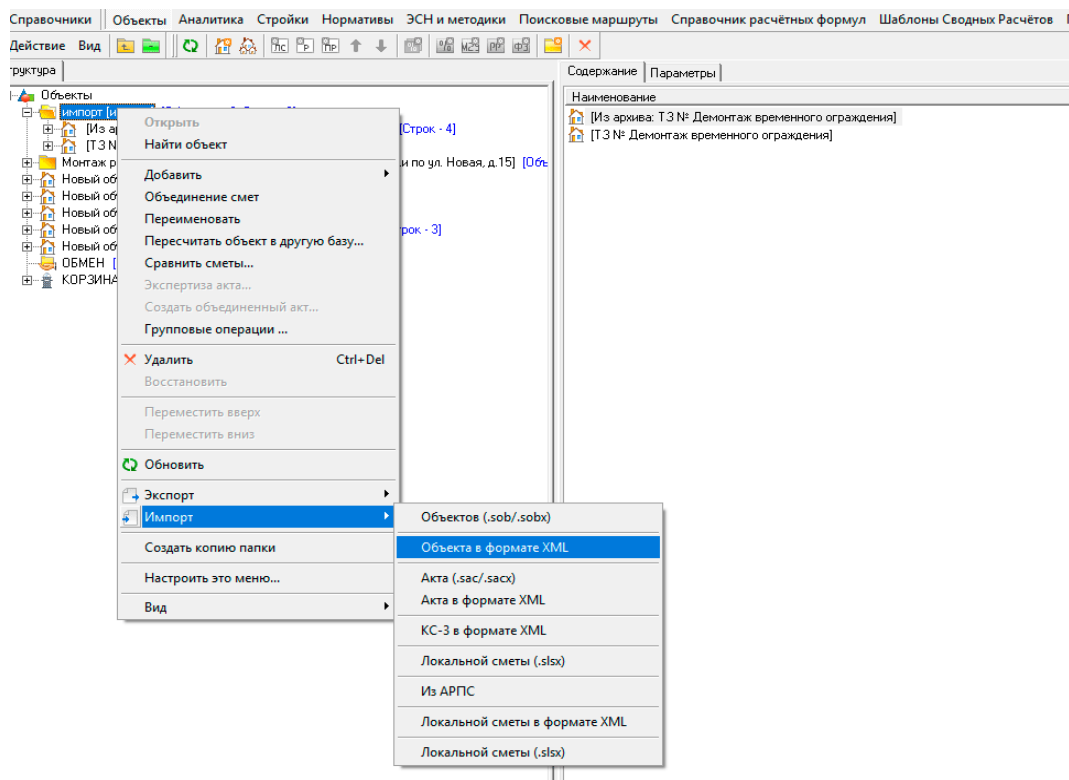 Справочники Объекты Аналитика Стройки Нормативы ЭСН и методики Поисковые маршруты Справочник расчётных формул Шаблоны Сводных Расчётов
Действие Вид
труктура
Объекты
импорт
[Из а
[Строк - 4]
[ТЗ N
Монтаж р
и по ул. Новая, д.15] [Объ
Новый об
Новый об
Новый об
Новый об
рок - 3]
Новый об
ОБМЕН [
КОРЗИНА
Открыть
Найти объект
Добавить
Объединение смет
Переименовать
Пересчитать объект в другую базу...
Сравнить сметы...
Экспертиза акта...
Создать объединенный акт...
Групповые операции ...
Удалить Ctrl+Del
Восстановить
Переместить вверх
Переместить вниз
Обновить
Экспорт
Импорт
Создать копию папки
Настроить это меню...
Вид
Объектов (.sob/.sobx)
Объекта в формате XML
Акта (.sac/.sacx)
Акта в формате XML
КС-3 в формате XML
Локальной сметы (.slsx)
Из АРПС
Локальной сметы в формате XML
Локальной сметы (.slsx)
Содержание Параметры
Наименование
[Из архива: ТЗ № Демонтаж временного ограждения]
[ТЗ № Демонтаж временного ограждения]